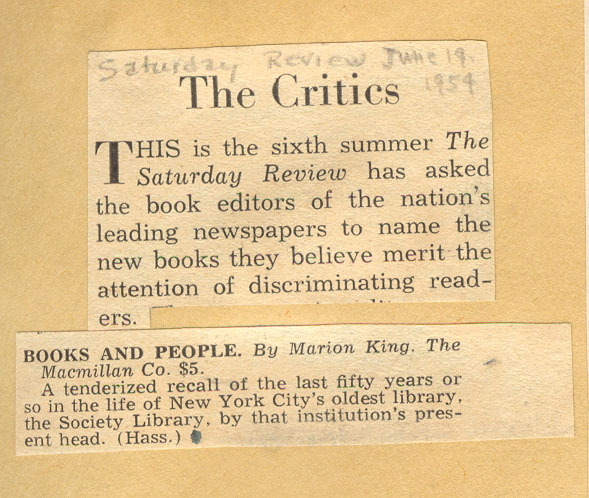 Saturday Review June 19.
1954
The Critics
THIS is the sixth summer The
Saturday Review has asked
the book editors of the nation's
leading newspapers to name the
new books they believe merit the
attention of discriminating read-
ers.
BOOKS AND PEOPLE. By Marion King. The
Macmillan Co. $5.
A tenderized recall of the last fifty years or
so in the life of New York City's oldest library,
the Society Library, by that institution's pres-
ent head. (Hass.)